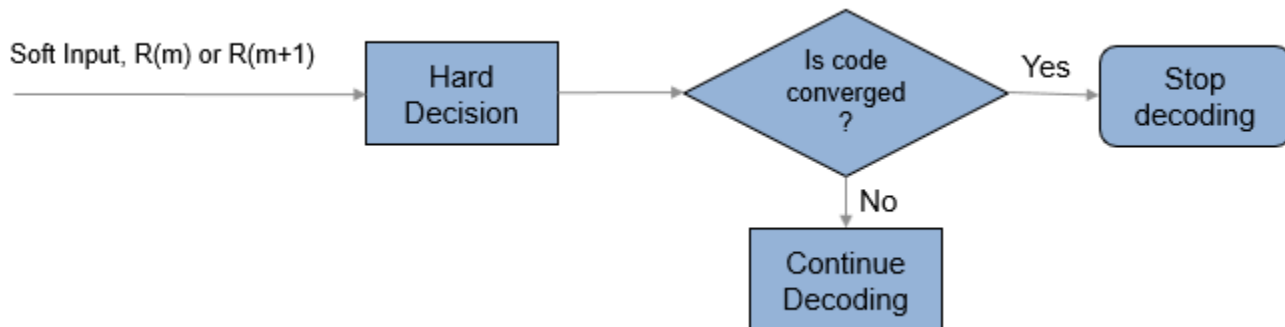 Soft Input, R(m) or R(m+1)
Hard
Decision
Is code
converged
?
Yes
Stop
decoding
No
Continue
Decoding